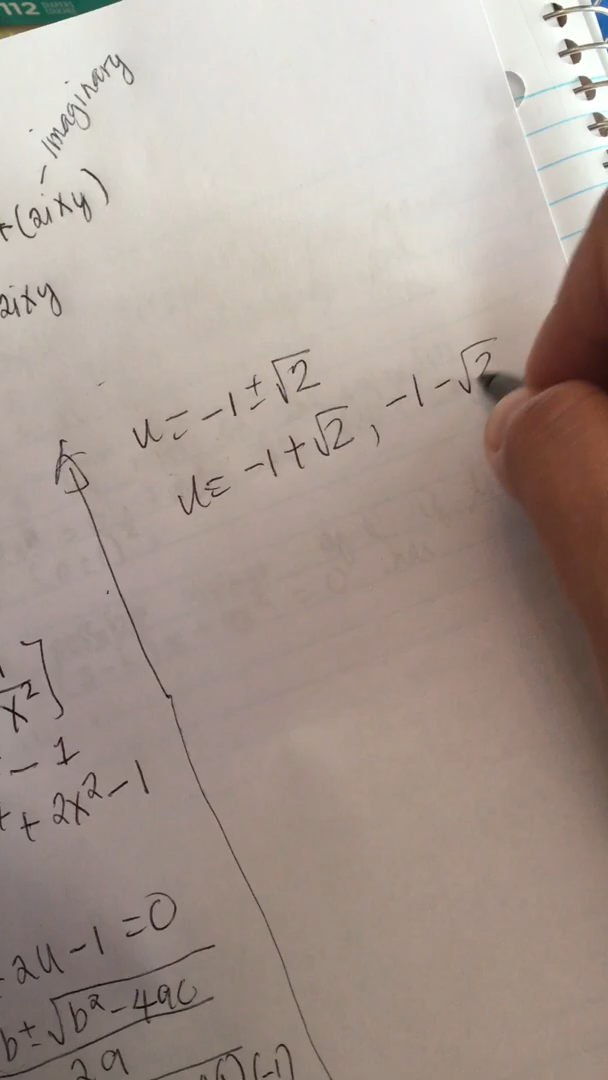 112
- imaginary
+(2ixy)
2ixy
u = -1 ± √2
u = -1 + √2 , -1 - √2
x²]
- 1
+ 2x² - 1
2u - 1 = 0
b ± √b² - 4ac
2a
(-1)